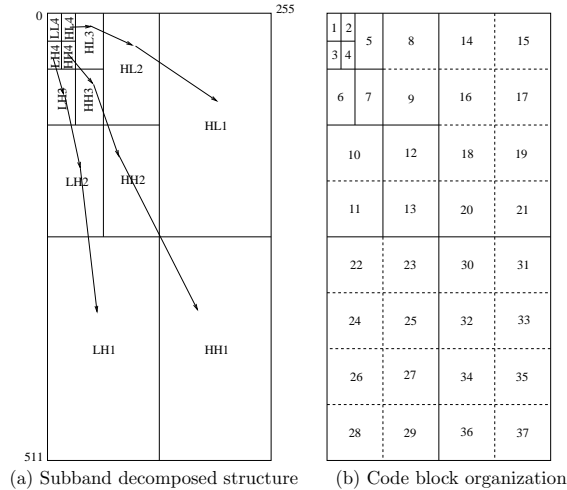 0
255
LL4
HL4
LH4
HH4
HL3
LH3
HH3
HL2
HL1
LH2
HH2
LH1
HH1
511
(a) Subband decomposed structure
1 2
3 4
5 8 14 15
6 7 9 16 17
10 12 18 19
11 13 20 21
22 23 30 31
24 25 32 33
26 27 34 35
28 29 36 37
(b) Code block organization